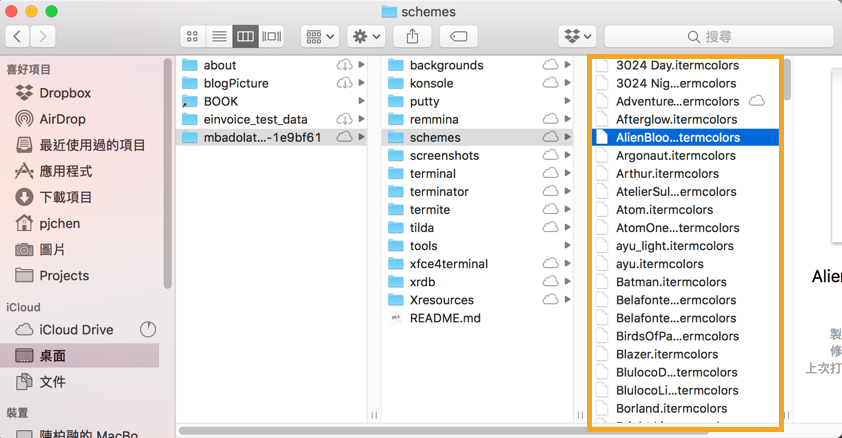 schemes
搜尋
喜好項目
Dropbox
AirDrop
最近使用過的項目
應用程式
下載項目
pjchen
圖片
Projects
iCloud
iCloud Drive
桌面
文件
裝置
陳柏融的 MacBo
about
blogPicture
BOOK
einvoice_test_data
mbadolat...-1e9bf61
backgrounds
konsole
putty
remmina
schemes
screenshots
terminal
terminator
termite
tilda
tools
xfce4terminal
xrdb
Xresources
README.md
3024 Day.itermcolors
3024 Nig...ermcolors
Adventure...ermcolors
Afterglow.itermcolors
AlienBloo...termcolors
Argonaut.itermcolors
Arthur.itermcolors
AtelierSul...ermcolors
Atom.itermcolors
AtomOne...termcolors
ayu_light.itermcolors
ayu.itermcolors
Batman.itermcolors
Belafonte...ermcolors
Belafonte...ermcolors
BirdsOfPa...ermcolors
Blazer.itermcolors
BlulocoD...termcolors
BlulocoLi...termcolors
Borland.itermcolors
Alien
製
修
上次打